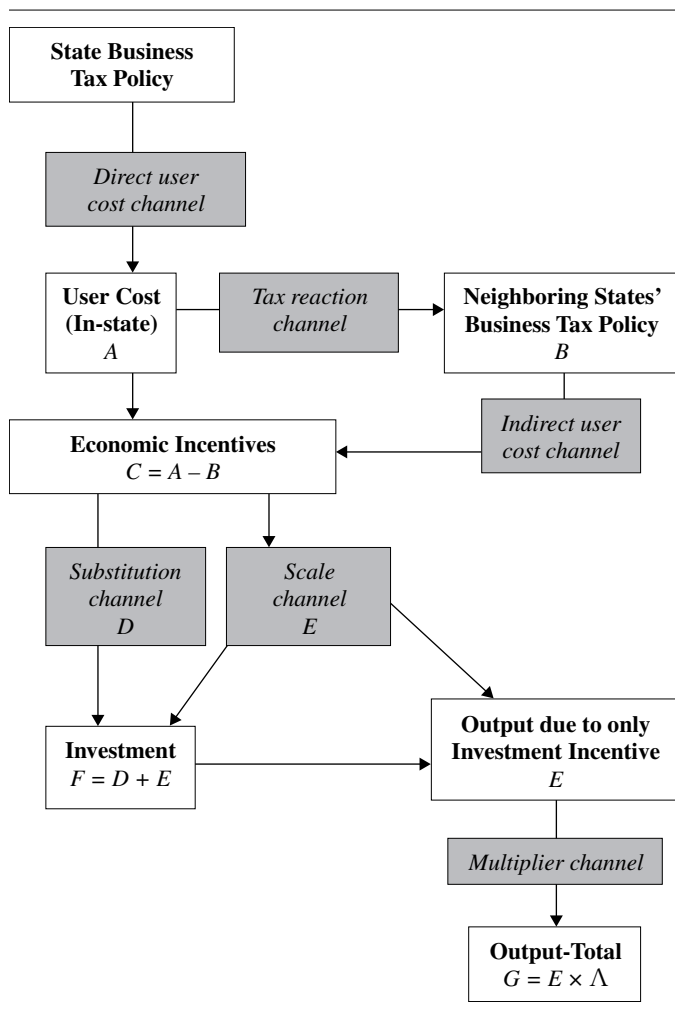 State Business
Tax Policy
Direct user
cost channel
User Cost
(In-state)
A
Tax reaction
channel
Neighboring States’
Business Tax Policy
B
Indirect user
cost channel
Economic Incentives
C = A – B
Substitution
channel
D
Scale
channel
E
Investment
F = D + E
Output due to only
Investment Incentive
E
Multiplier channel
Output-Total
G = E × Λ